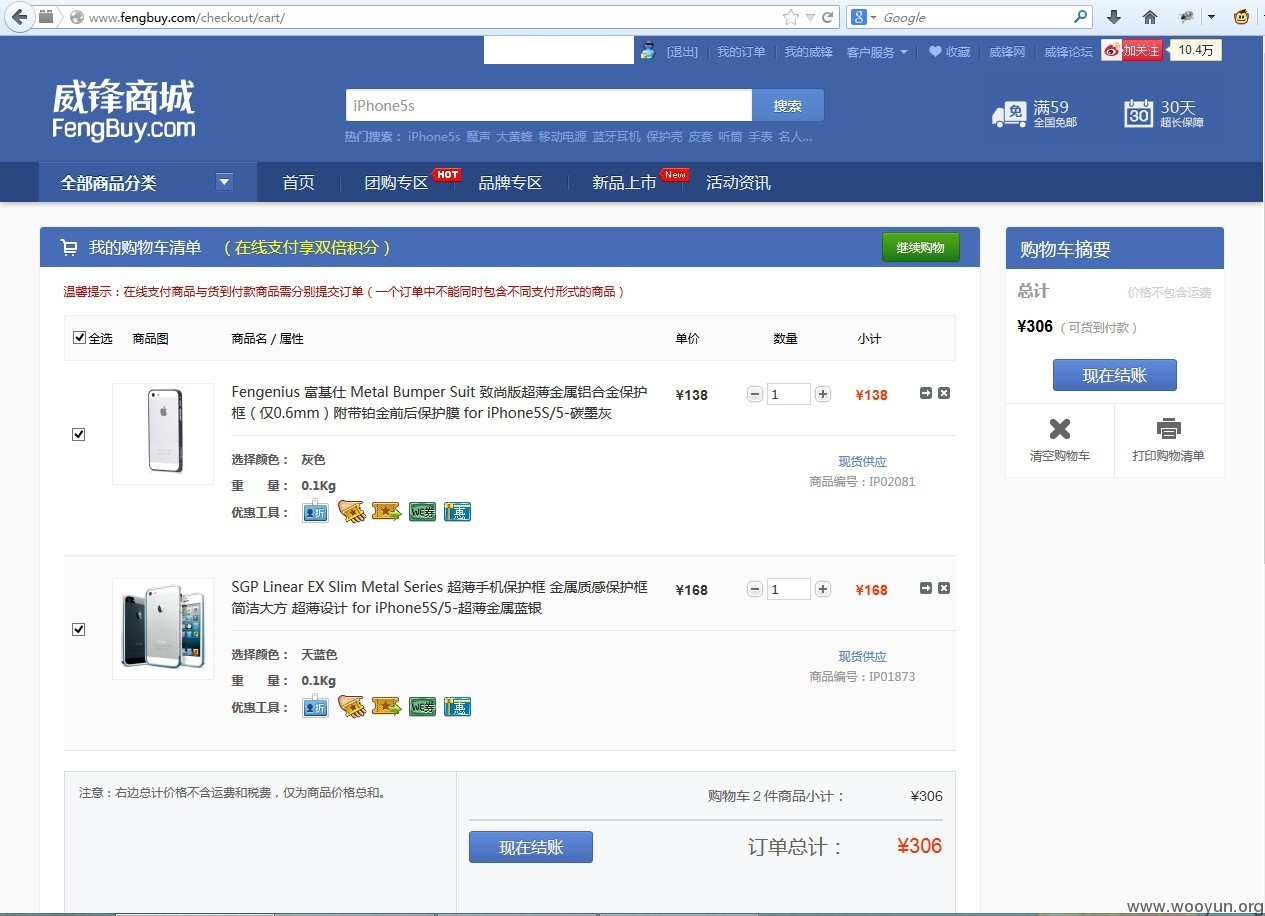 www.fengbuy.com/checkout/cart/
Google
[退出] 我的订单 我的威锋 客户服务 收藏 威锋网 威锋论坛 加关注 10.4万
威锋商城
FengBuy.com
iPhone5s
搜索
热门搜索： iPhone5s 魔声 大黄蜂 移动电源 蓝牙耳机 保护壳 皮套 听筒 手表 名人...
免 满59
全国免邮
30 30天
超长保障
全部商品分类 首页 团购专区 HOT 品牌专区 新品上市 New 活动资讯
我的购物车清单 （在线支付享双倍积分）
继续购物
温馨提示：在线支付商品与货到付款商品需分别提交订单（一个订单中不能同时包含不同支付形式的商品）
全选 商品图 商品名 / 属性 单价 数量 小计
Fengenius 富基仕 Metal Bumper Suit 致尚版超薄金属铝合金保护
框（仅0.6mm）附带铂金前后保护膜 for iPhone5S/5-碳墨灰
¥138 1 ¥138
选择颜色： 灰色
重 量： 0.1Kg
优惠工具： 折 WE券 惠
现货供应
商品编号：IP02081
SGP Linear EX Slim Metal Series 超薄手机保护框 金属质感保护框
简洁大方 超薄设计 for iPhone5S/5-超薄金属蓝银
¥168 1 ¥168
选择颜色： 天蓝色
重 量： 0.1Kg
优惠工具： 折 WE券 惠
现货供应
商品编号：IP01873
注意：右边总计价格不含运费和税费，仅为商品价格总和。
购物车 2 件商品小计： ¥306
现在结账
订单总计： ¥306
购物车摘要
总计 价格不包含运费
¥306 （可货到付款）
现在结账
清空购物车 打印购物清单
www.wooyun.org